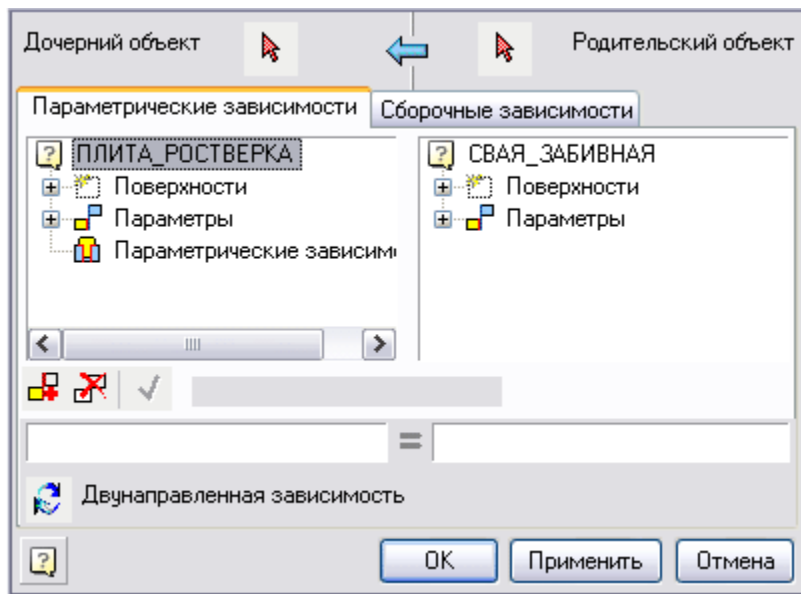 Дочерний объект
Родительский объект
Параметрические зависимости
Сборочные зависимости
ПЛИТА_РОСТВЕРКА
Поверхности
Параметры
Параметрические зависим
СВАЯ_ЗАБИВНАЯ
Поверхности
Параметры
=
Двунаправленная зависимость
OK
Применить
Отмена